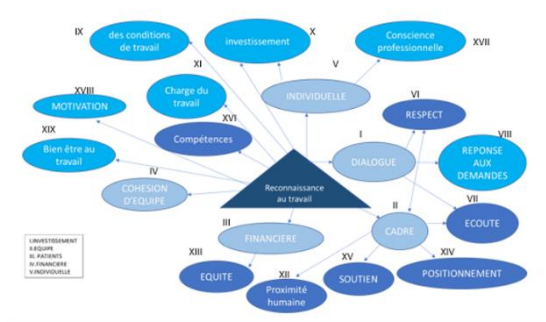 IX
des conditions
de travail
investissement
X
Conscience
professionnelle
XVII
XI
V
XVIII
MOTIVATION
Charge du
travail
INDIVIDUELLE
VI
RESPECT
XVI
Compétences
XIX
Bien être au
travail
I
DIALOGUE
VIII
REPONSE
AUX
DEMANDES
IV
COHESION
D'EQUIPE
Reconnaissance
au travail
VII
ECOUTE
II
CADRE
III
FINANCIERE
XIII
EQUITE
XII
Proximité
humaine
XV
SOUTIEN
XIV
POSITIONNEMENT
I.INVESTISSEMENT
II.EQUIPE
III. PATIENTS
IV.FINANCIERE
V.INDIVIDUELLE